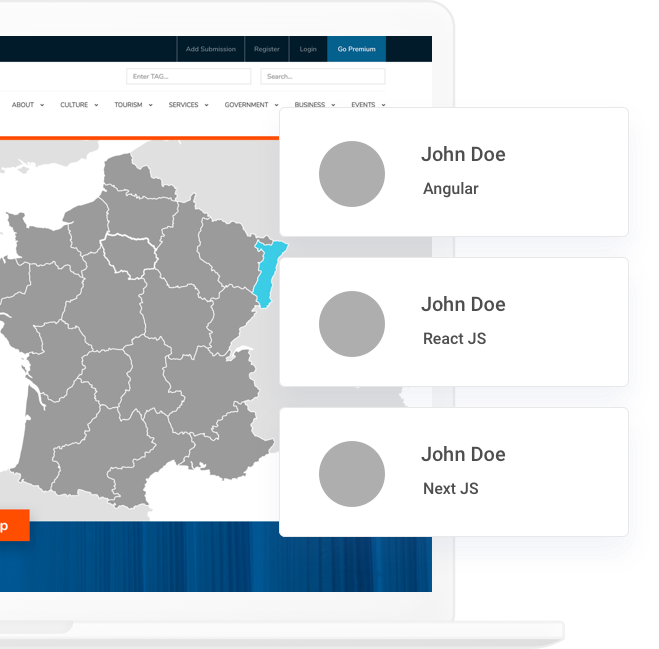 Add Submission Register Login Go Premium
Enter TAG... Search...
ABOUT CULTURE TOURISM SERVICES GOVERNMENT BUSINESS EVENTS
John Doe
Angular
John Doe
React JS
John Doe
Next JS
p